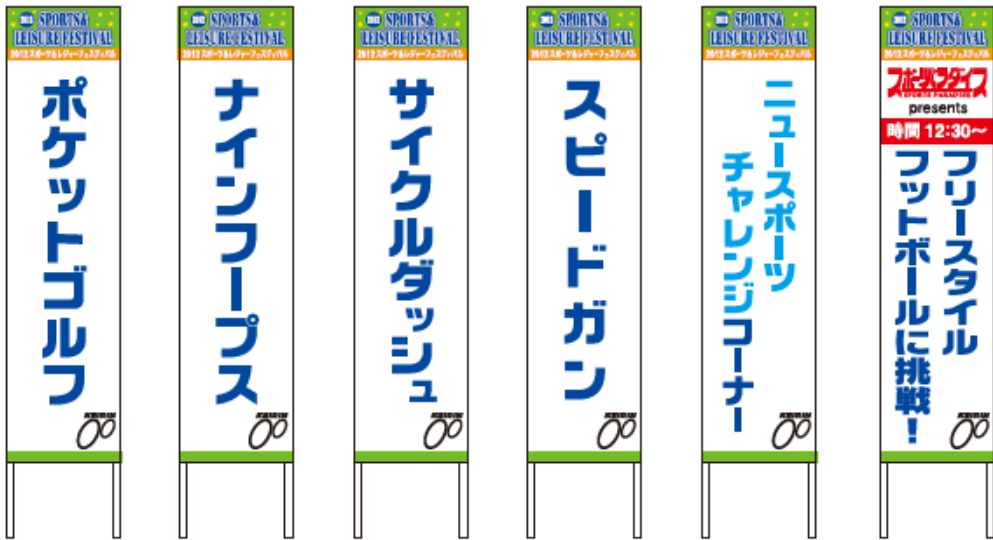 2012 SPORTS&
LEISURE FESTIVAL
2012スポーツ&レジャーフェスティバル
ポケットゴルフ
KEIRIN
2012 SPORTS&
LEISURE FESTIVAL
2012スポーツ&レジャーフェスティバル
ナインフープス
KEIRIN
2012 SPORTS&
LEISURE FESTIVAL
2012スポーツ&レジャーフェスティバル
サイクルダッシュ
KEIRIN
2012 SPORTS&
LEISURE FESTIVAL
2012スポーツ&レジャーフェスティバル
スピードガン
KEIRIN
2012 SPORTS&
LEISURE FESTIVAL
2012スポーツ&レジャーフェスティバル
ニュースポーツ
チャレンジコーナー
KEIRIN
2012 SPORTS&
LEISURE FESTIVAL
2012スポーツ&レジャーフェスティバル
スポーツパラダイス
SPORTS PARADISE
presents
時間 12:30〜
フリースタイル
フットボールに挑戦!
KEIRIN